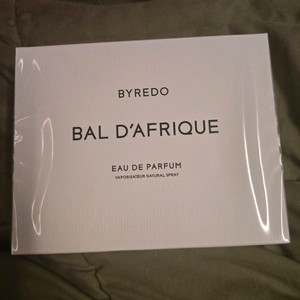 BYREDO
BAL D'AFRIQUE
EAU DE PARFUM
VAPORISATEUR NATURAL SPRAY